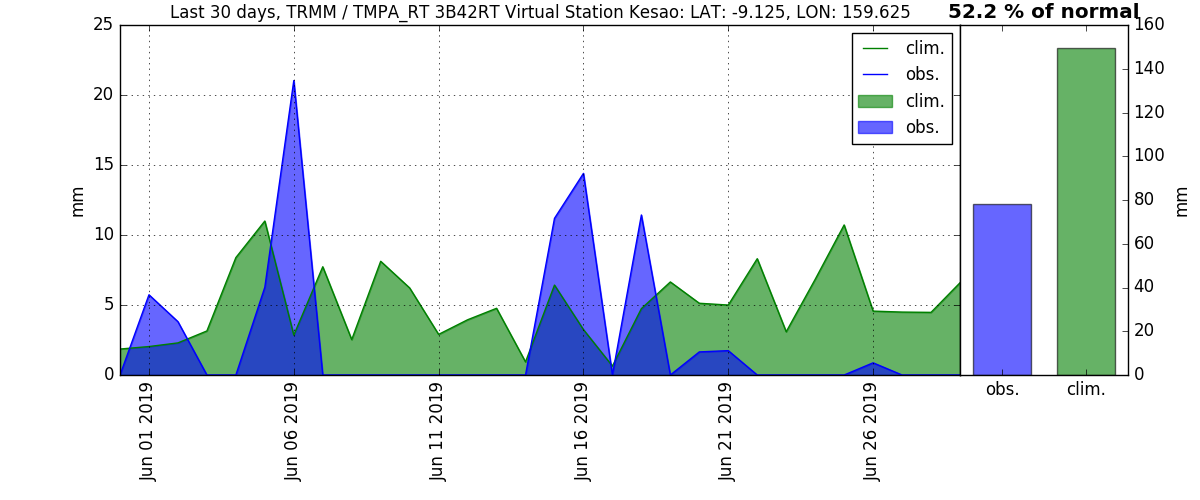 Last 30 days, TRMM / TMPA_RT 3B42RT Virtual Station Kesao: LAT: -9.125, LON: 159.625
52.2 % of normal
25
20
15
10
5
0
mm
clim.
obs.
clim.
obs.
Jun 01 2019
Jun 06 2019
Jun 11 2019
Jun 16 2019
Jun 21 2019
Jun 26 2019
160
140
120
100
80
60
40
20
0
mm
obs.
clim.